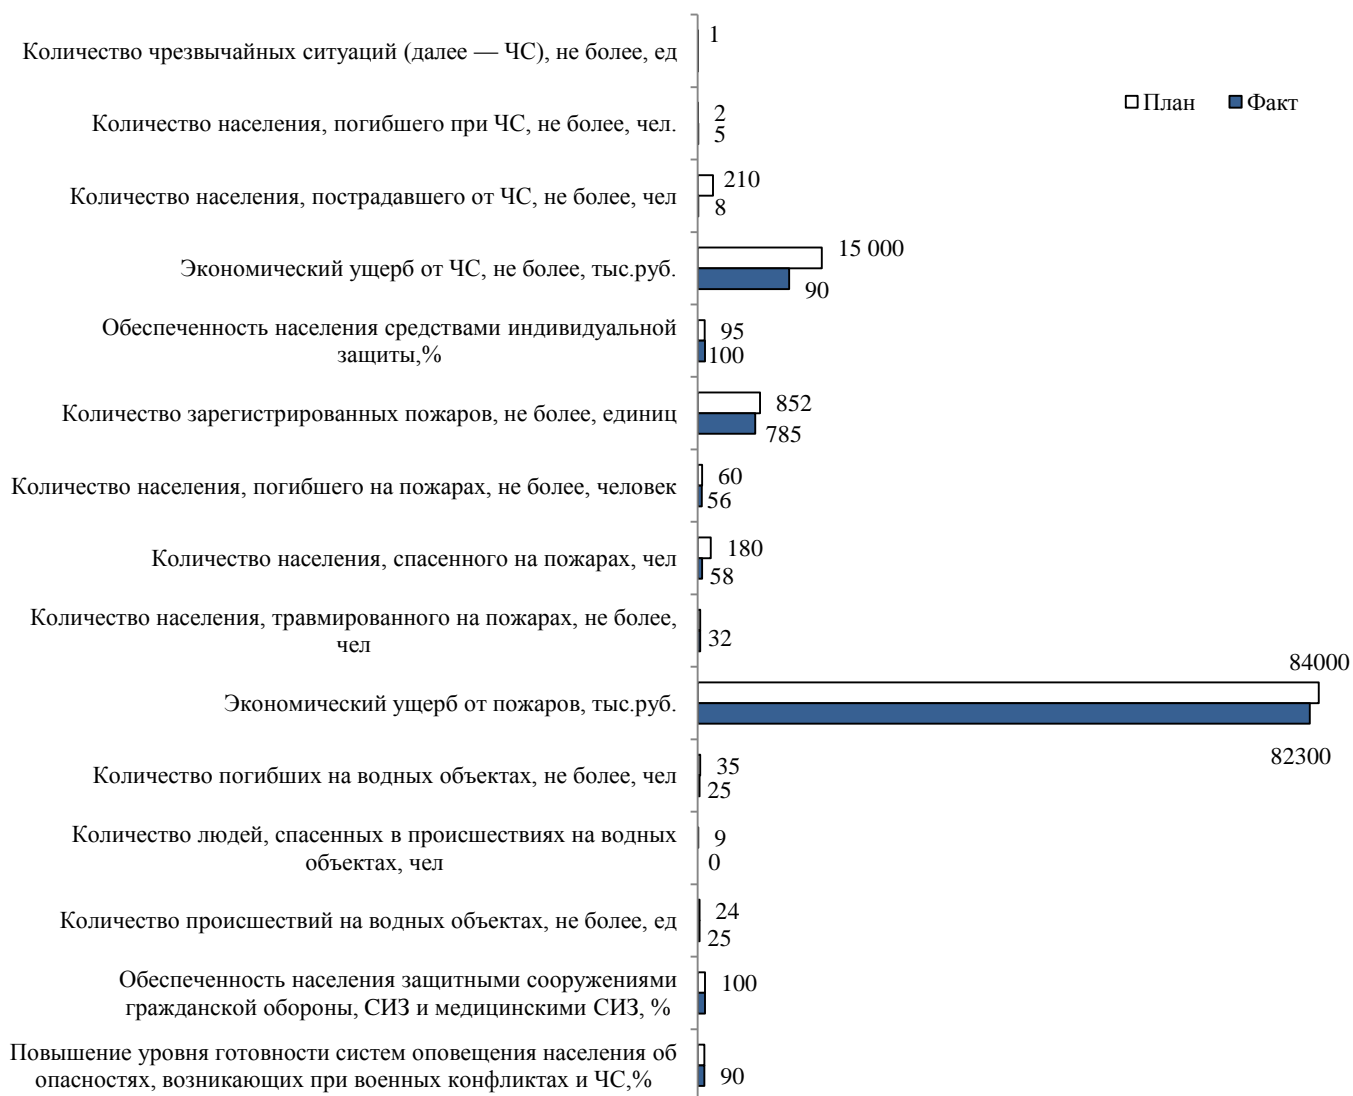 Количество чрезвычайных ситуаций (далее — ЧС), не более, ед
1
План
Факт
Количество населения, погибшего при ЧС, не более, чел.
2
5
Количество населения, пострадавшего от ЧС, не более, чел
210
8
Экономический ущерб от ЧС, не более, тыс.руб.
15 000
90
Обеспеченность населения средствами индивидуальной
защиты,%
95
100
Количество зарегистрированных пожаров, не более, единиц
852
785
Количество населения, погибшего на пожарах, не более, человек
60
56
Количество населения, спасенного на пожарах, чел
180
58
Количество населения, травмированного на пожарах, не более,
чел
32
Экономический ущерб от пожаров, тыс.руб.
84000
82300
Количество погибших на водных объектах, не более, чел
35
25
Количество людей, спасенных в происшествиях на водных
объектах, чел
9
0
Количество происшествий на водных объектах, не более, ед
24
25
Обеспеченность населения защитными сооружениями
гражданской обороны, СИЗ и медицинскими СИЗ, %
100
Повышение уровня готовности систем оповещения населения об
опасностях, возникающих при военных конфликтах и ЧС,%
90